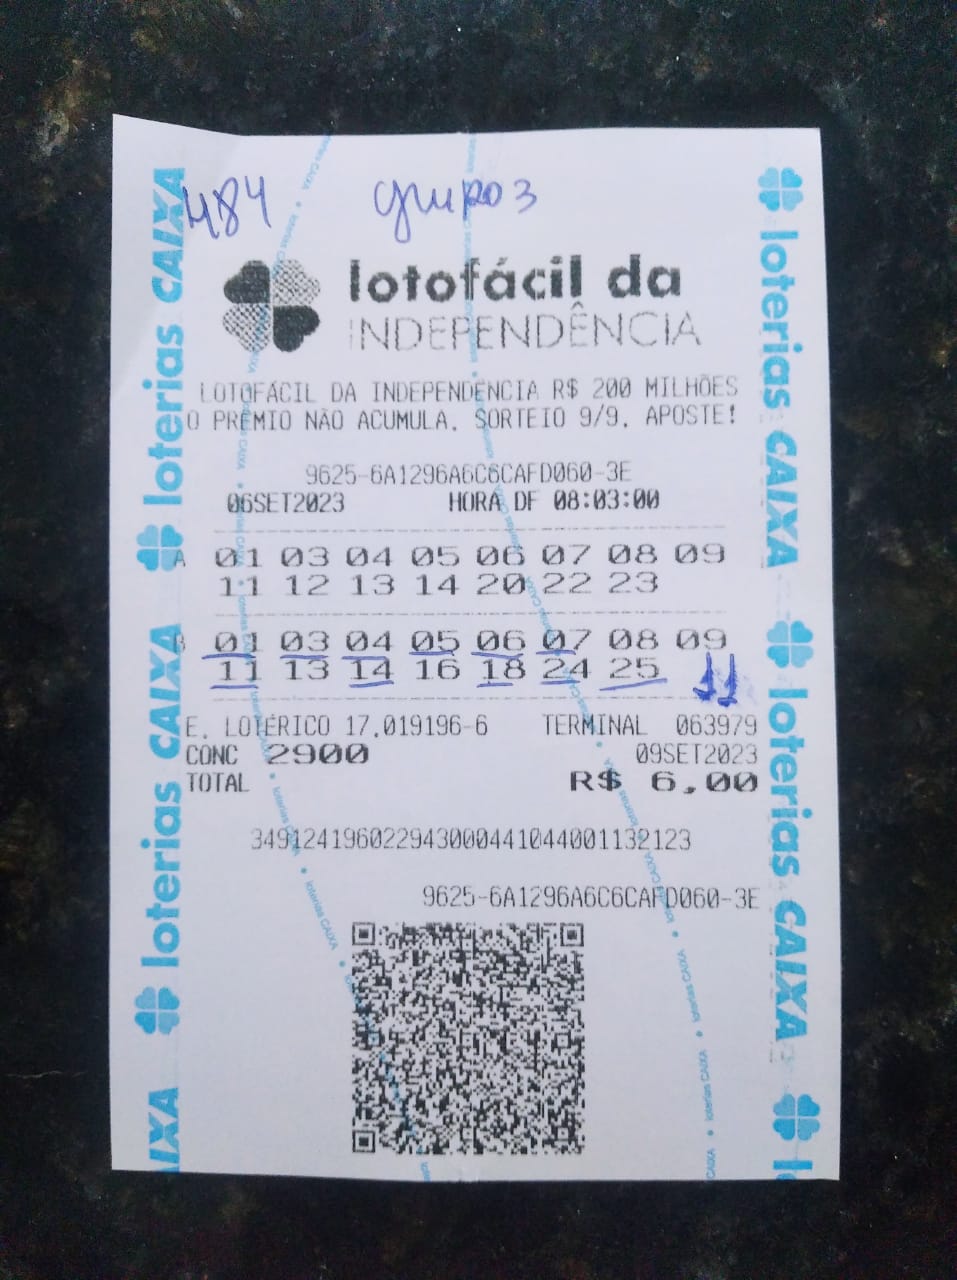 484 grupo 3
lotofácil da
INDEPENDÊNCIA
LOTOFÁCIL DA INDEPENDENCIA R$ 200 MILHÕES
O PREMIO NÃO ACUMULA. SORTEIO 9/9. APOSTE!
9625-6A1296A6C6CAFD060-3E
06SET2023 HORA DF 08:03:00
A 01 03 04 05 06 07 08 09
11 12 13 14 20 22 23
B 01 03 04 05 06 07 08 09
11 13 14 16 18 24 25 11
E. LOTÉRICO 17.019196-6 TERMINAL 063979
CONC 2900 09SET2023
TOTAL R$ 6,00
349124196022943000441044001132123
9625-6A1296A6C6CAFD060-3E
loterias CAIXA
loterias CAIXA
loterias CAIXA
loterias CAIXA